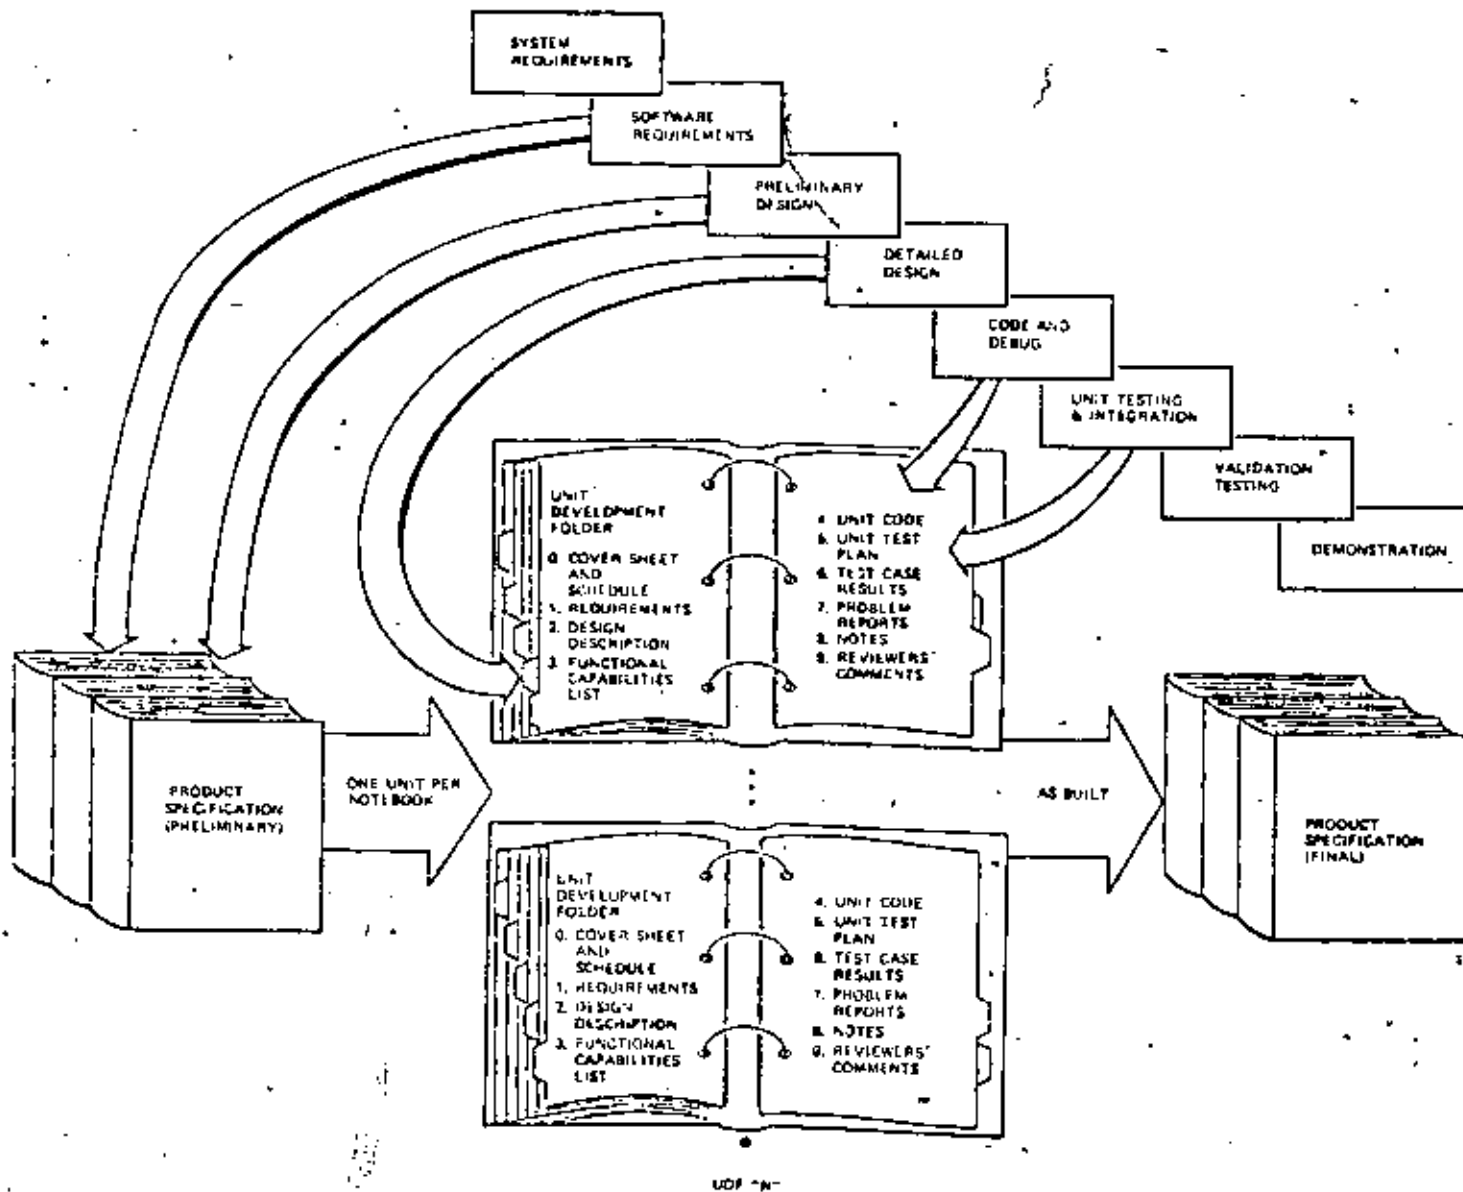 SYSTEM
REQUIREMENTS
SOFTWARE
REQUIREMENTS
PRELIMINARY
DESIGN
DETAILED
DESIGN
CODE AND
DEBUG
UNIT TESTING
& INTEGRATION
VALIDATION
TESTING
DEMONSTRATION
UNIT
DEVELOPMENT
FOLDER
0. COVER SHEET
AND
SCHEDULE
1. REQUIREMENTS
2. DESIGN
DESCRIPTION
3. FUNCTIONAL
CAPABILITIES
LIST
4. UNIT CODE
5. UNIT TEST
PLAN
6. TEST CASE
RESULTS
7. PROBLEM
REPORTS
8. NOTES
9. REVIEWERS'
COMMENTS
PRODUCT
SPECIFICATION
(PRELIMINARY)
ONE UNIT PER
NOTEBOOK
AS BUILT
PRODUCT
SPECIFICATION
(FINAL)
UNIT
DEVELOPMENT
FOLDER
0. COVER SHEET
AND
SCHEDULE
1. REQUIREMENTS
2. DESIGN
DESCRIPTION
3. FUNCTIONAL
CAPABILITIES
LIST
4. UNIT CODE
5. UNIT TEST
PLAN
6. TEST CASE
RESULTS
7. PROBLEM
REPORTS
8. NOTES
9. REVIEWERS'
COMMENTS
UDF "N"